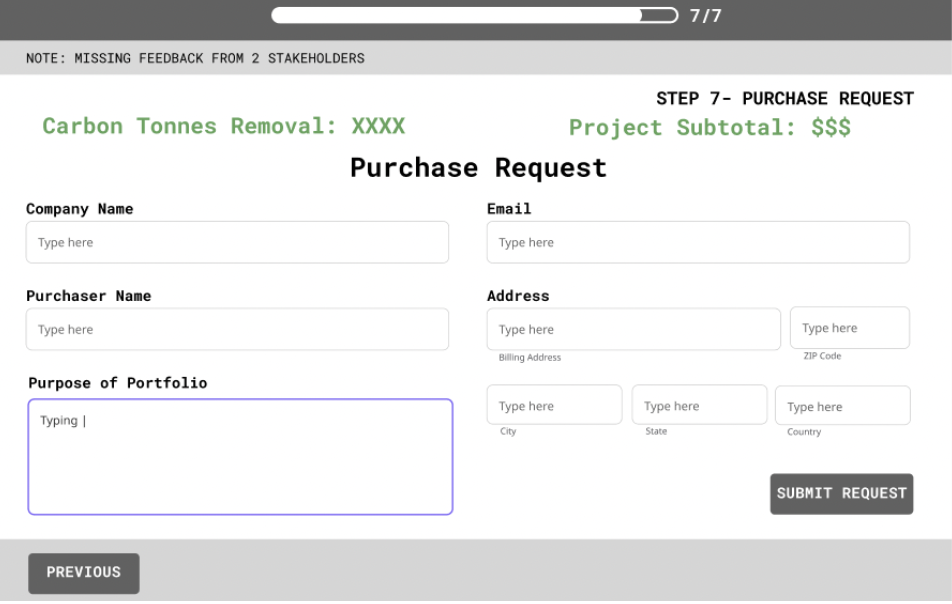 7/7
NOTE: MISSING FEEDBACK FROM 2 STAKEHOLDERS
STEP 7- PURCHASE REQUEST
Carbon Tonnes Removal: XXXX
Project Subtotal: $$$
Purchase Request
Company Name
Type here
Email
Type here
Purchaser Name
Type here
Address
Type here
Billing Address
Type here
ZIP Code
Purpose of Portfolio
Typing |
Type here
City
Type here
State
Type here
Country
SUBMIT REQUEST
PREVIOUS